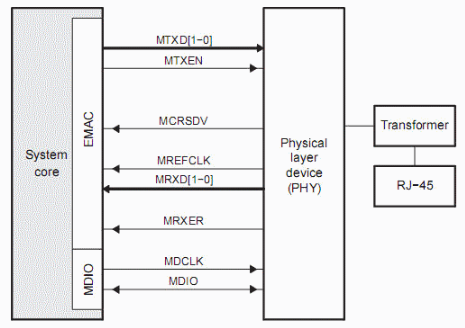 MTXD[1−0]
MTXEN
MCRSDV
MREFCLK
MRXD[1−0]
MRXER
MDCLK
MDIO
System
core
EMAC
MDIO
Physical
layer
device
(PHY)
Transformer
RJ−45